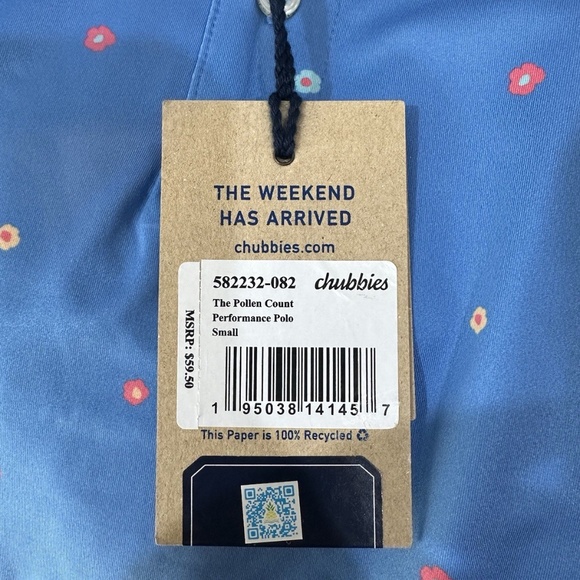 THE WEEKEND
HAS ARRIVED
chubbies.com
582232-082 chubbies
The Pollen Count
Performance Polo
Small
MSRP: $59.50
1 95038 14145 7
This Paper is 100% Recycled